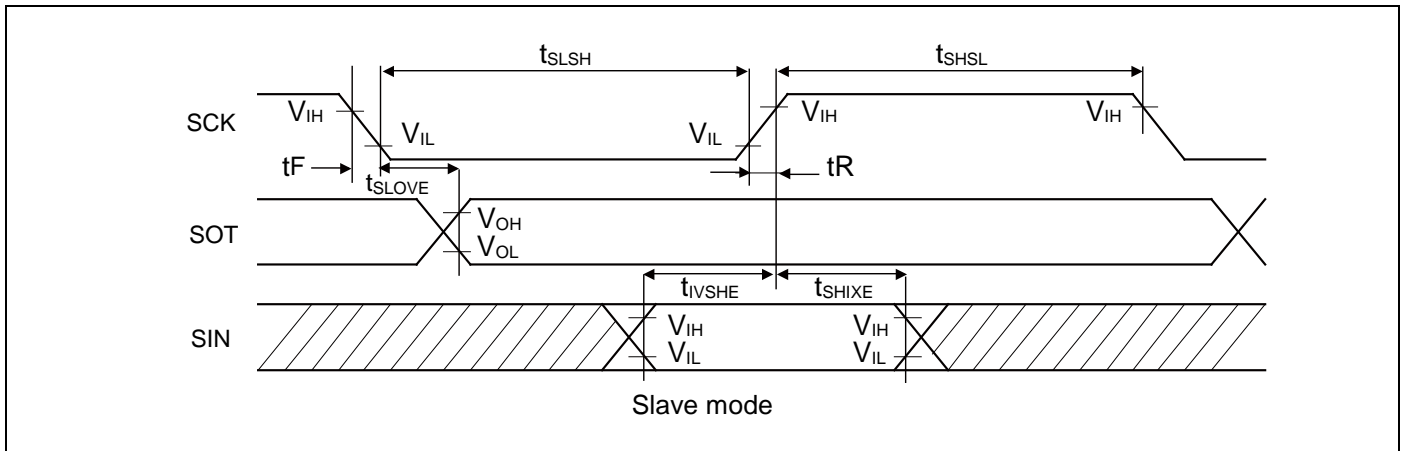 tSLSH tSHSL
SCK VIH VIL VIL VIH VIH
tF tSLOVE tR
SOT VOH
VOL
tIVSHE tSHIXE
SIN VIH VIH
VIL VIL
Slave mode